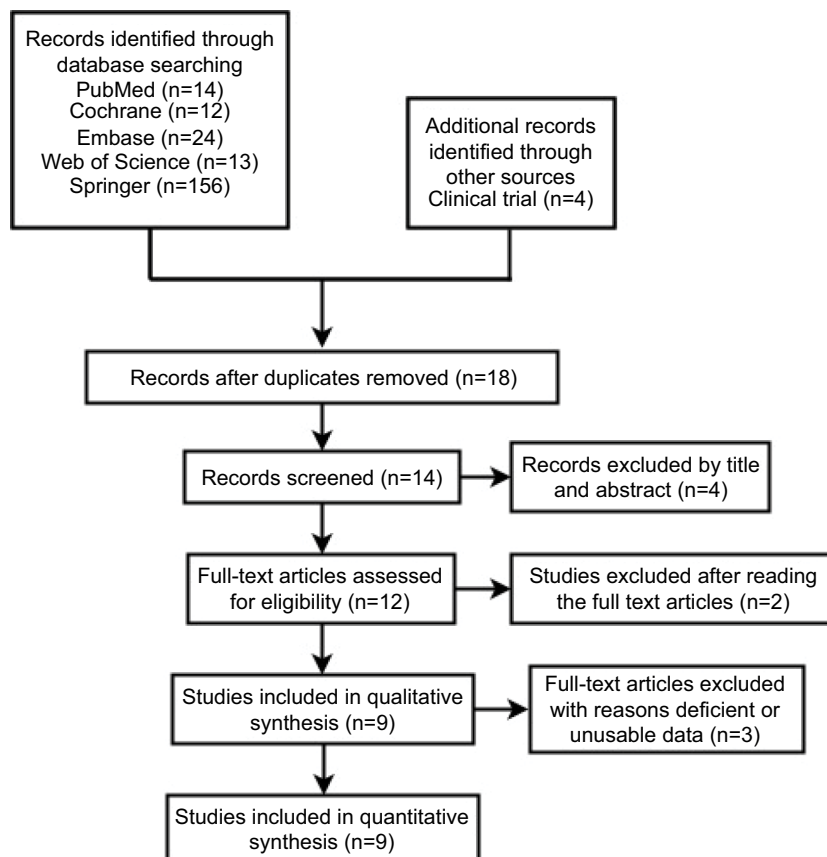 Records identified through
database searching
PubMed (n=14)
Cochrane (n=12)
Embase (n=24)
Web of Science (n=13)
Springer (n=156)
Additional records
identified through
other sources
Clinical trial (n=4)
Records after duplicates removed (n=18)
Records screened (n=14)
Records excluded by title
and abstract (n=4)
Full-text articles assessed
for eligibility (n=12)
Studies excluded after reading
the full text articles (n=2)
Studies included in qualitative
synthesis (n=9)
Full-text articles excluded
with reasons deficient or
unusable data (n=3)
Studies included in quantitative
synthesis (n=9)